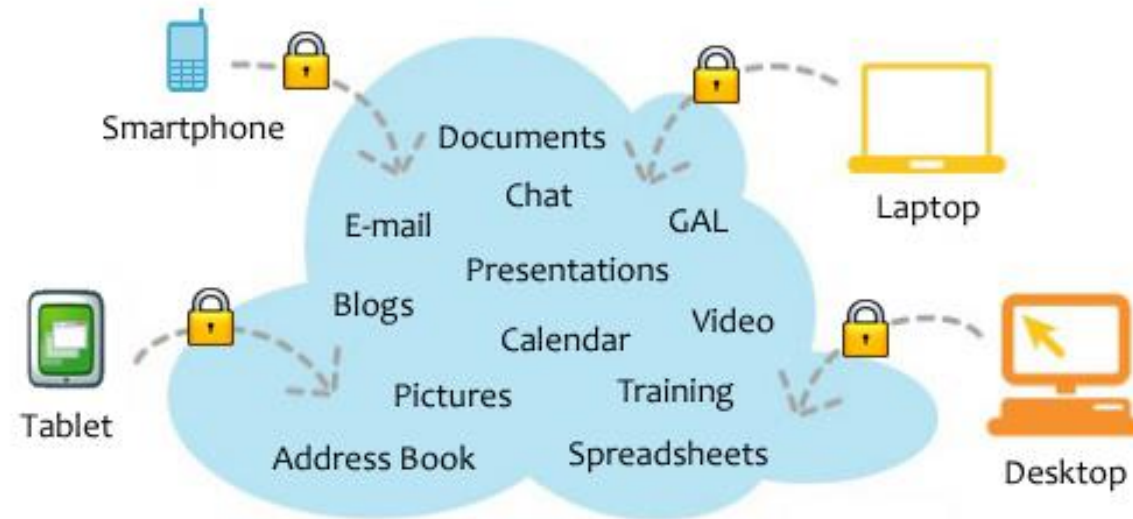 Smartphone
Documents
Chat
E-mail
GAL
Laptop
Presentations
Blogs
Video
Calendar
Tablet
Pictures
Training
Address Book
Spreadsheets
Desktop